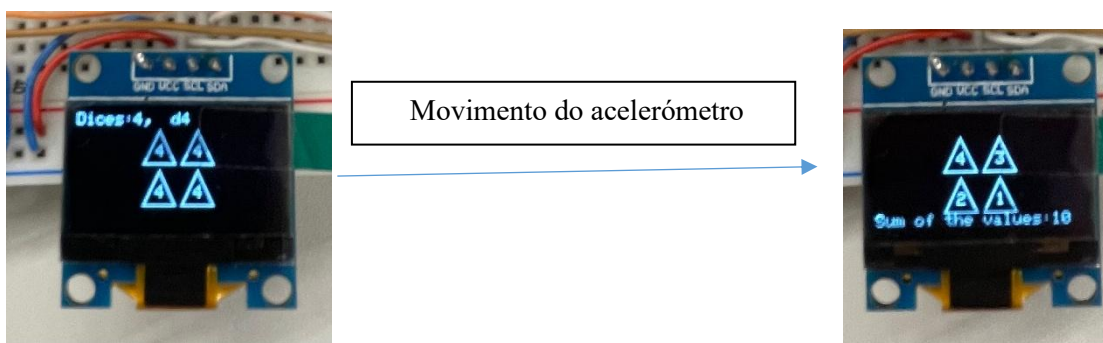 GND VCC SCL SDA
Dices:4, d4
4 4
4 4
Movimento do acelerómetro
GND VCC SCL SDA
4 3
2 1
Sum of the values:10